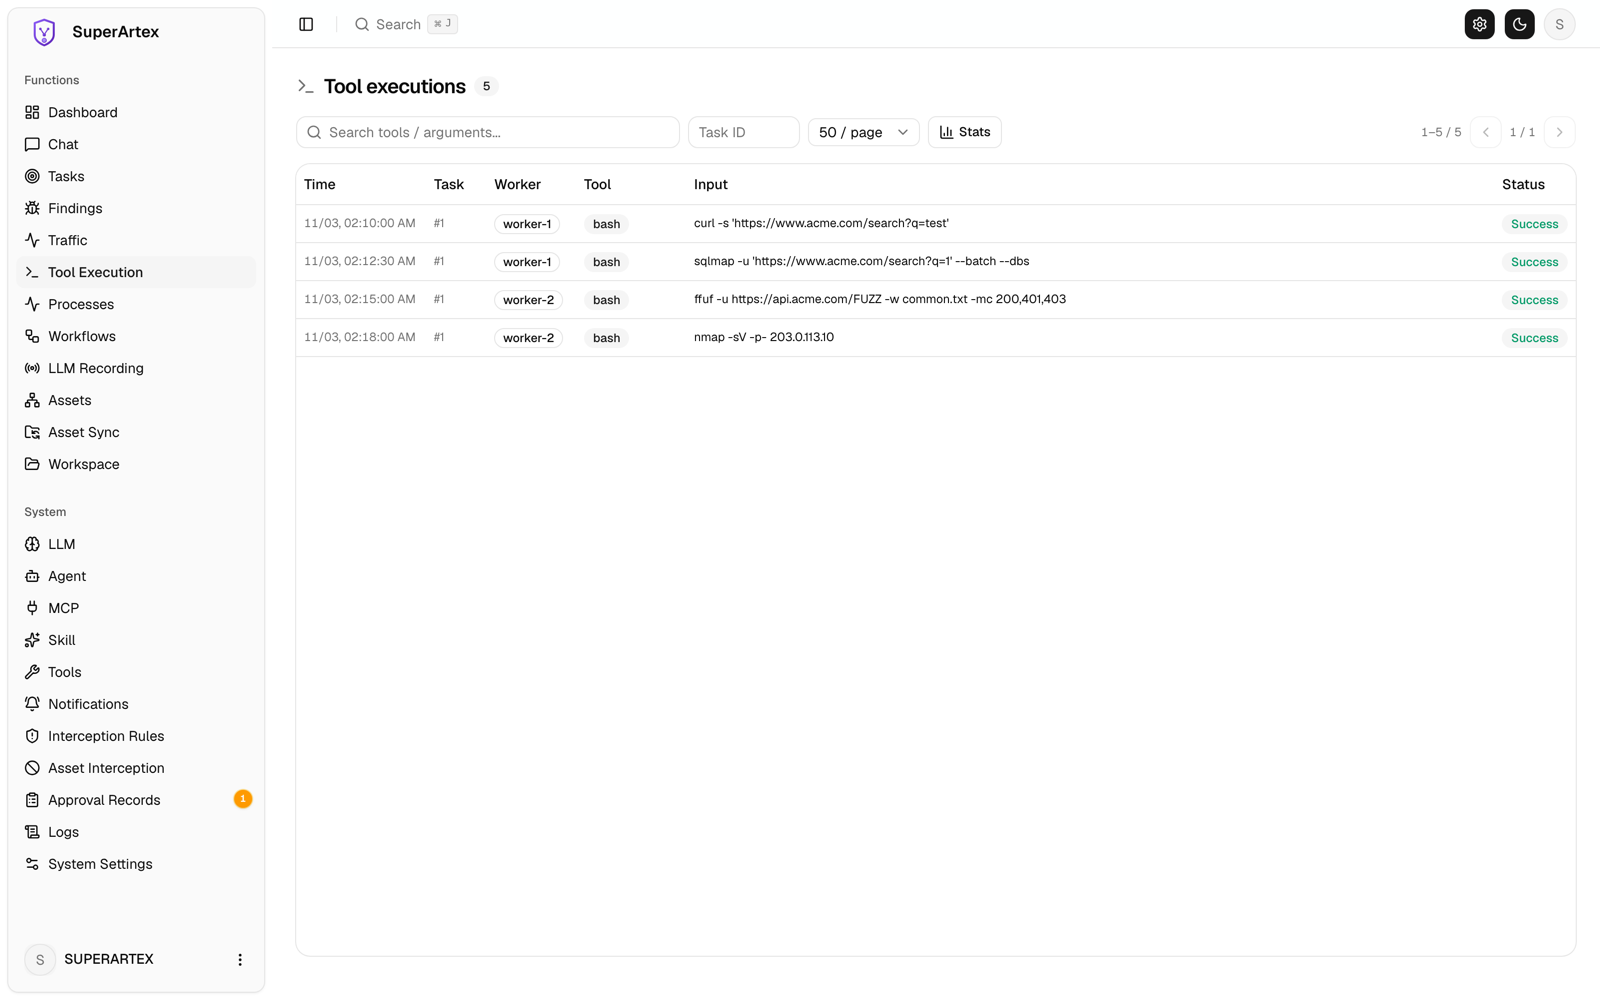 SuperArtex
Functions
Dashboard
Chat
Tasks
Findings
Traffic
Tool Execution
Processes
Workflows
LLM Recording
Assets
Asset Sync
Workspace
System
LLM
Agent
MCP
Skill
Tools
Notifications
Interception Rules
Asset Interception
Approval Records 1
Logs
System Settings
S SUPERARTEX
Search ⌘ J
S
Tool executions 5
Search tools / arguments...
Task ID
50 / page
Stats
1–5 / 5
1 / 1
Time Task Worker Tool Input Status
11/03, 02:10:00 AM #1 worker-1 bash curl -s 'https://www.acme.com/search?q=test' Success
11/03, 02:12:30 AM #1 worker-1 bash sqlmap -u 'https://www.acme.com/search?q=1' --batch --dbs Success
11/03, 02:15:00 AM #1 worker-2 bash ffuf -u https://api.acme.com/FUZZ -w common.txt -mc 200,401,403 Success
11/03, 02:18:00 AM #1 worker-2 bash nmap -sV -p- 203.0.113.10 Success